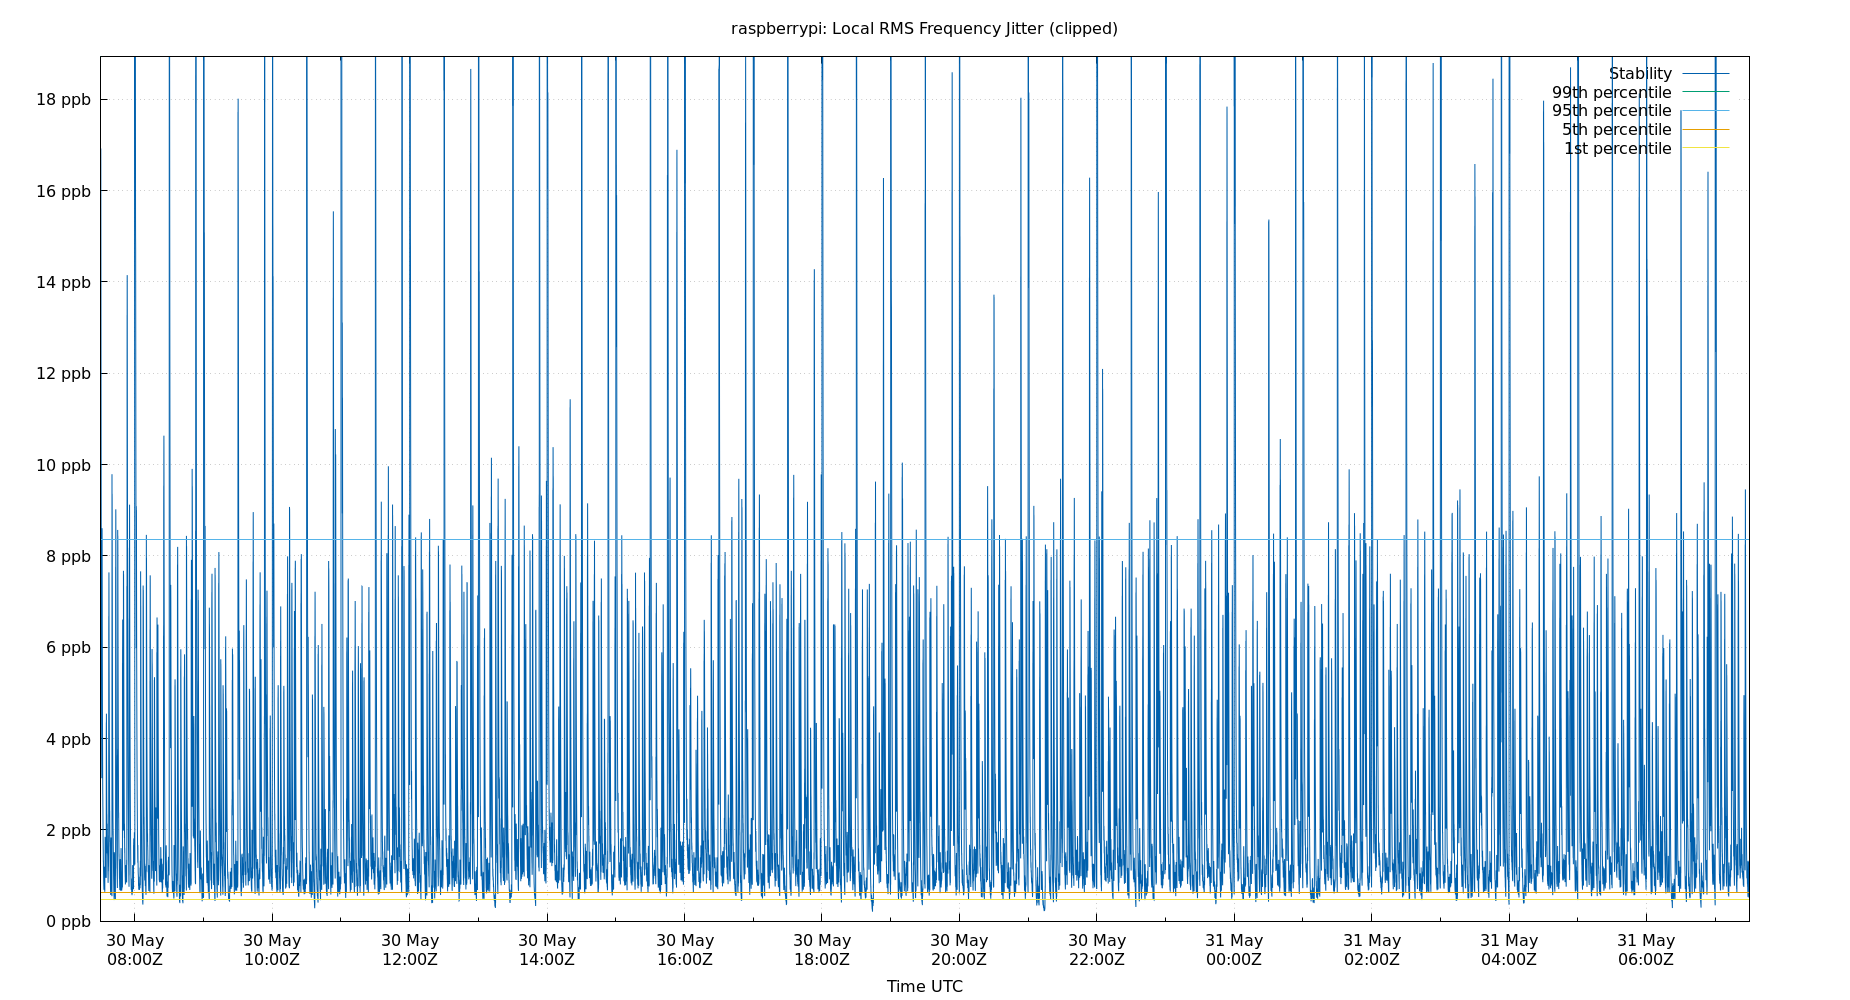 raspberrypi: Local RMS Frequency Jitter (clipped)
Stability
99th percentile
95th percentile
5th percentile
1st percentile
18 ppb
16 ppb
14 ppb
12 ppb
10 ppb
8 ppb
6 ppb
4 ppb
2 ppb
0 ppb
30 May 30 May 30 May 30 May 30 May 30 May 30 May 30 May 31 May 31 May 31 May 31 May
08:00Z 10:00Z 12:00Z 14:00Z 16:00Z 18:00Z 20:00Z 22:00Z 00:00Z 02:00Z 04:00Z 06:00Z
Time UTC